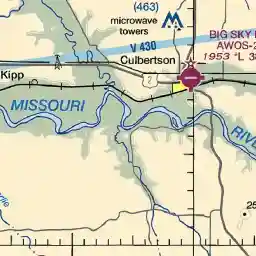 (463)
microwave
towers
BIG SKY
AWOS-
V 430
Culbertson
1953 *L
Kipp
2
MISSOURI
RIVE
25